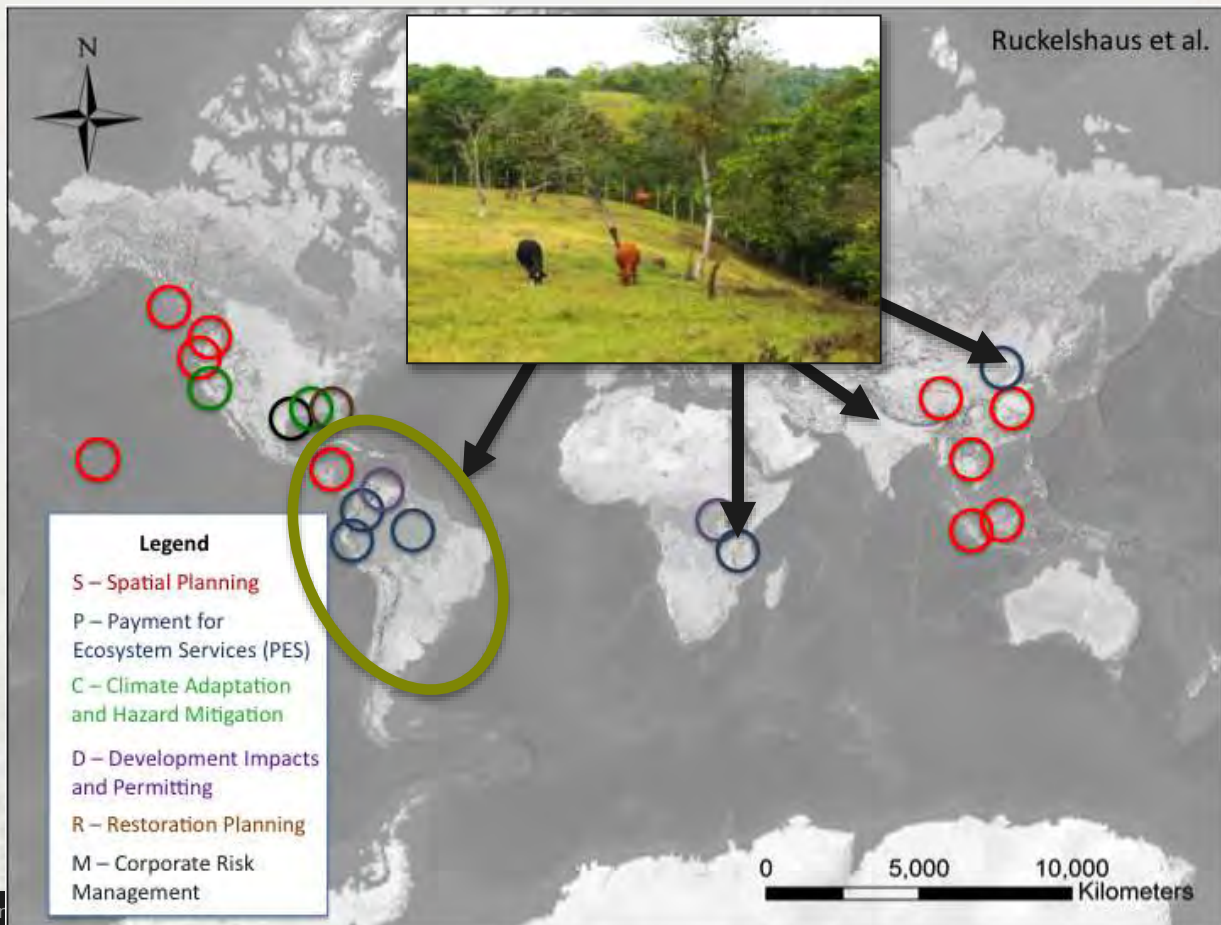 Ruckelshaus et al.
N
Legend
S – Spatial Planning
P – Payment for
Ecosystem Services (PES)
C – Climate Adaptation
and Hazard Mitigation
D – Development Impacts
and Permitting
R – Restoration Planning
M – Corporate Risk
Management
0 5,000 10,000
Kilometers